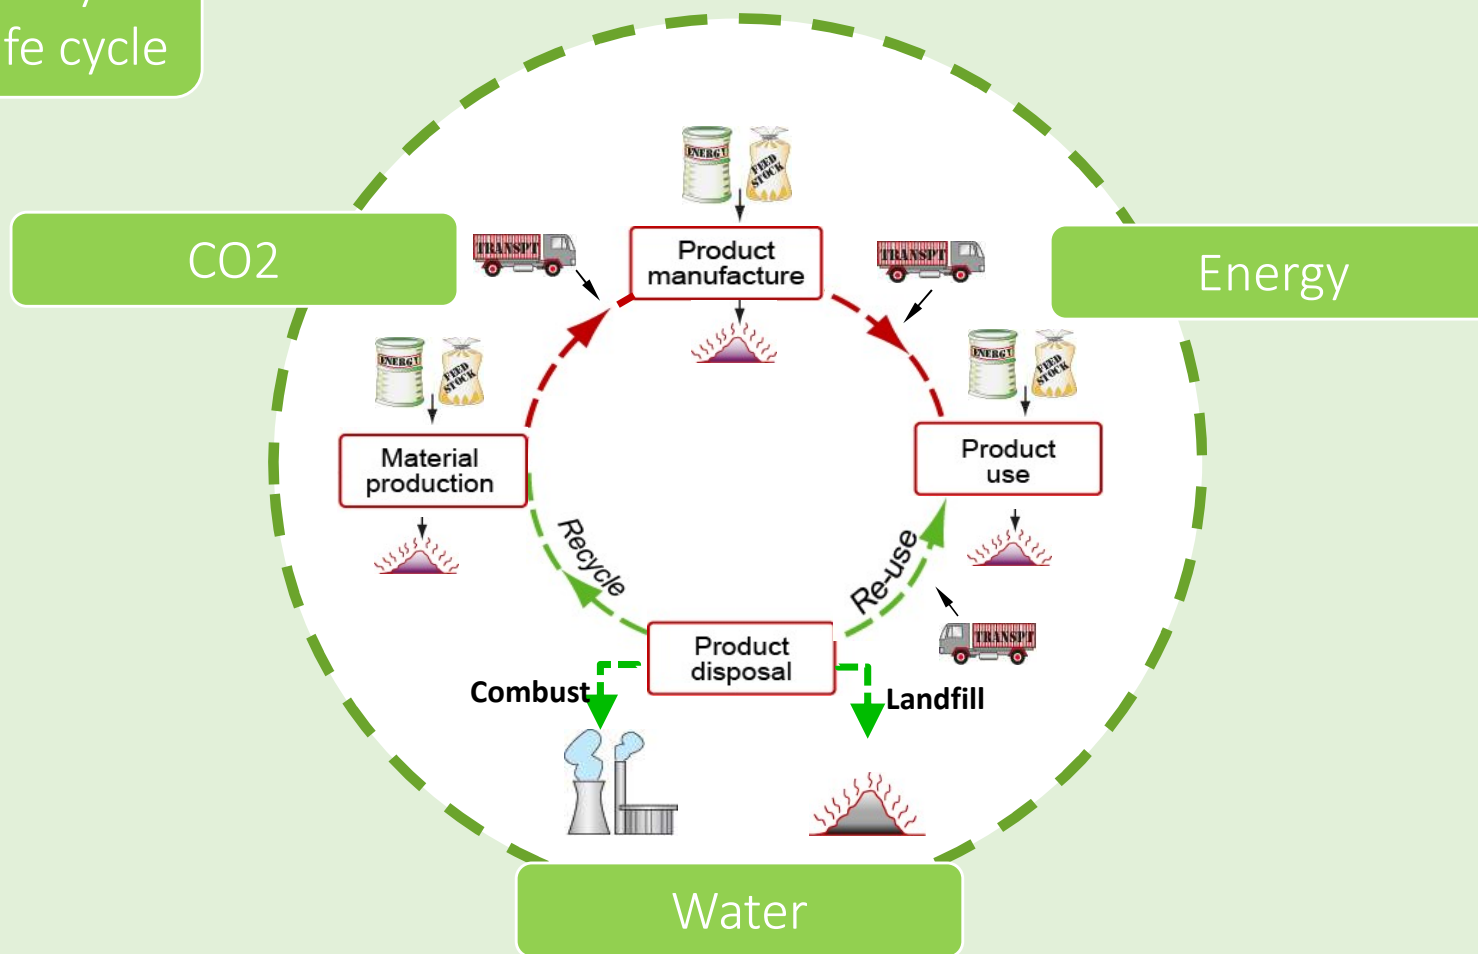 fe cycle
ENERGY
FEED
STOCK
CO2
TRANSPT
Product
manufacture
TRANSPT
Energy
ENERGY
FEED
STOCK
ENERGY
FEED
STOCK
Material
production
Product
use
Recycle
Re-use
Product
disposal
TRANSPT
Combust
Landfill
Water